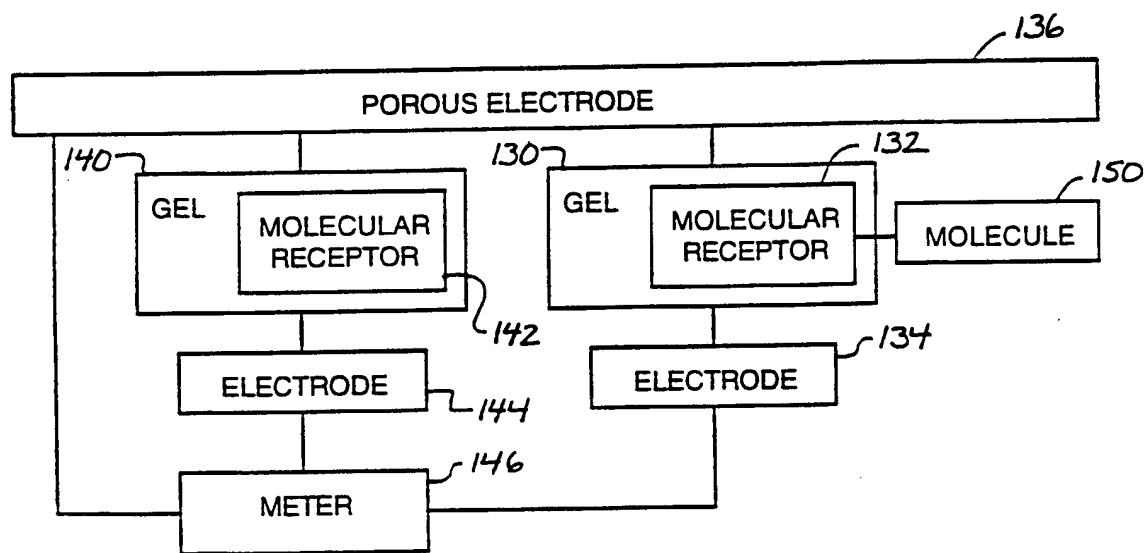 136
POROUS ELECTRODE
140
130
132
150
GEL
MOLECULAR
RECEPTOR
GEL
MOLECULAR
RECEPTOR
MOLECULE
142
134
ELECTRODE
144
ELECTRODE
146
METER